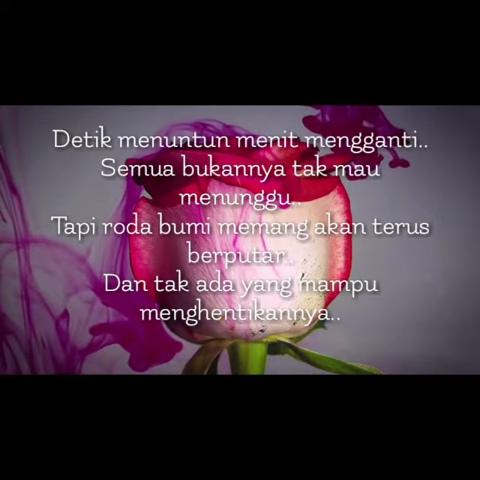 Detik menuntun menit mengganti..
Semua bukannya tak mau
menunggu..
Tapi roda bumi memang akan terus
berputar..
Dan tak ada yang mampu
menghentikannya..